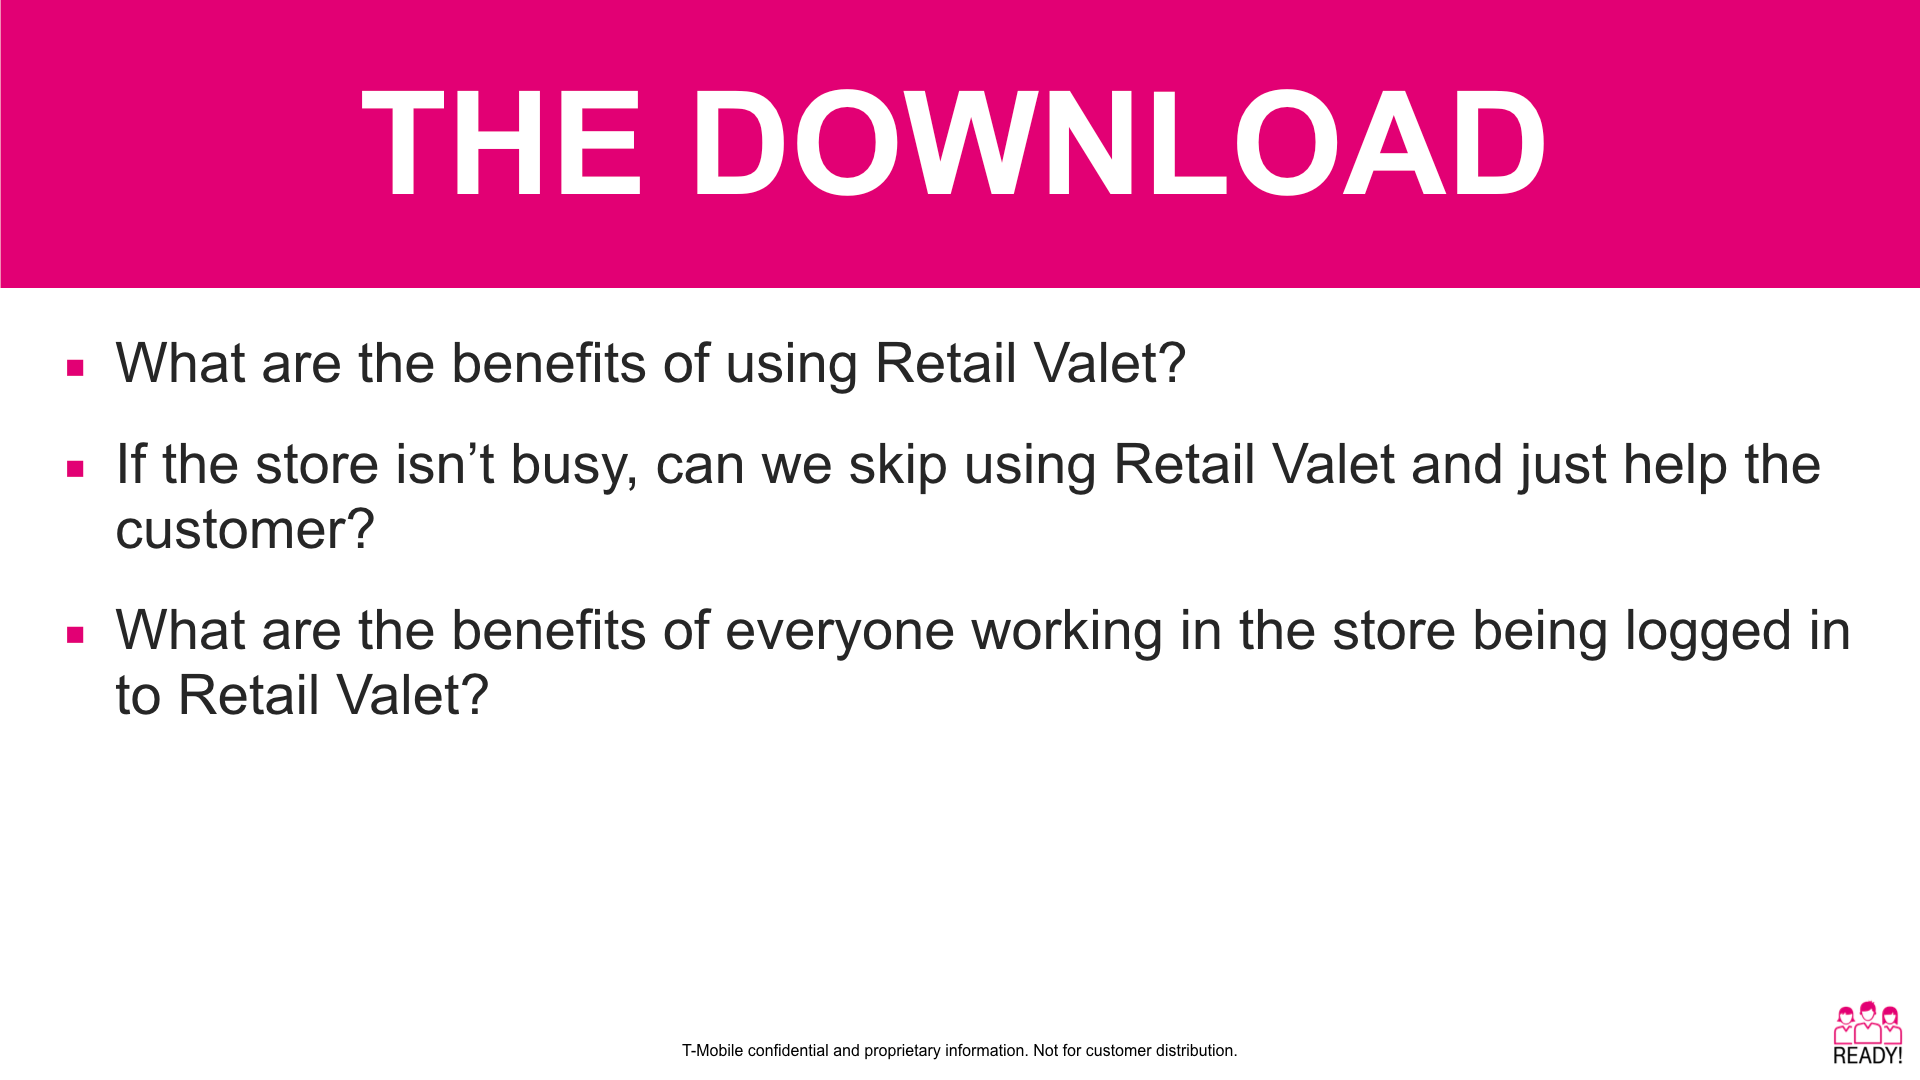 THE DOWNLOAD
What are the benefits of using Retail Valet?
If the store isn’t busy, can we skip using Retail Valet and just help the
customer?
What are the benefits of everyone working in the store being logged in
to Retail Valet?
T-Mobile confidential and proprietary information. Not for customer distribution.
READY!